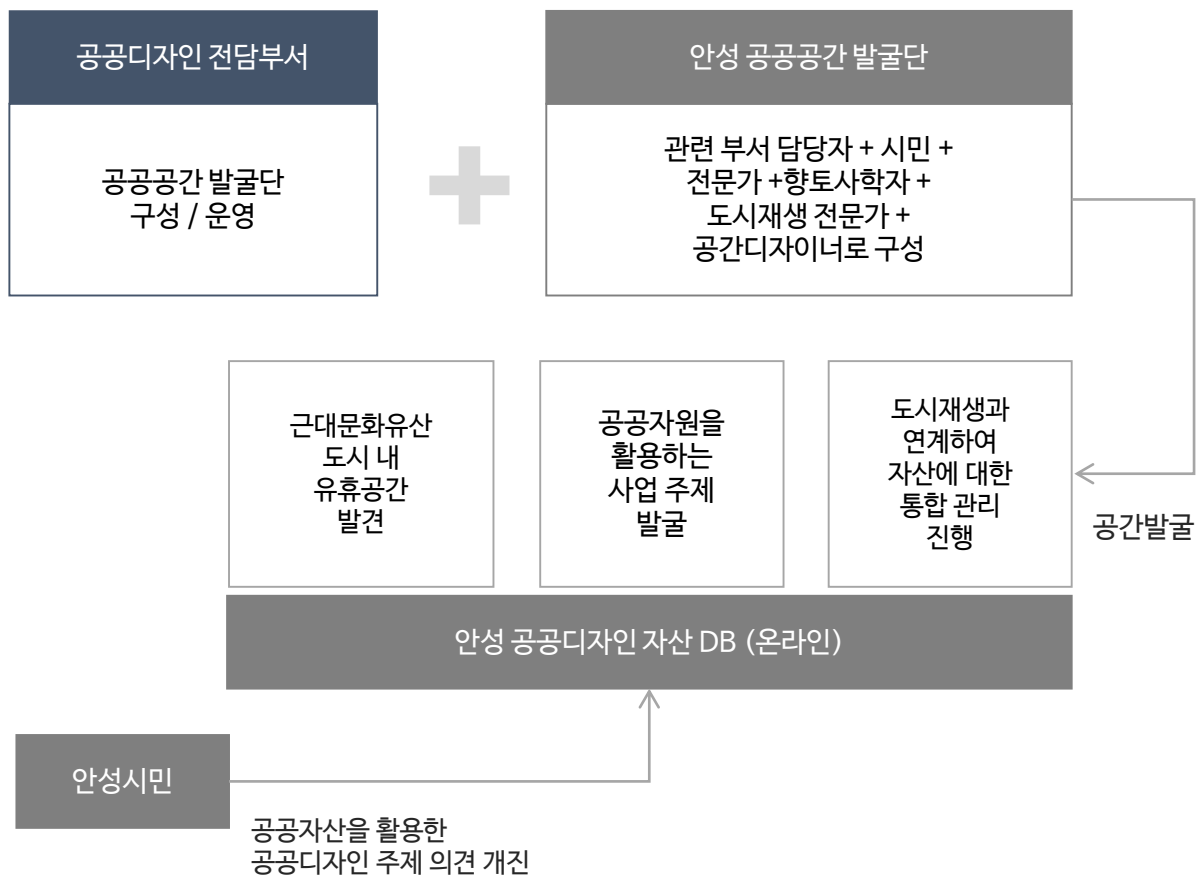 공공디자인 전담부서
공공공간 발굴단
구성 / 운영
안성 공공공간 발굴단
관련 부서 담당자 + 시민 +
전문가 +향토사학자 +
도시재생 전문가 +
공간디자이너로 구성
근대문화유산
도시 내
유휴공간
발견
공공자원을
활용하는
사업 주제
발굴
도시재생과
연계하여
자산에 대한
통합 관리
진행
공간발굴
안성 공공디자인 자산 DB (온라인)
안성시민
공공자산을 활용한
공공디자인 주제 의견 개진